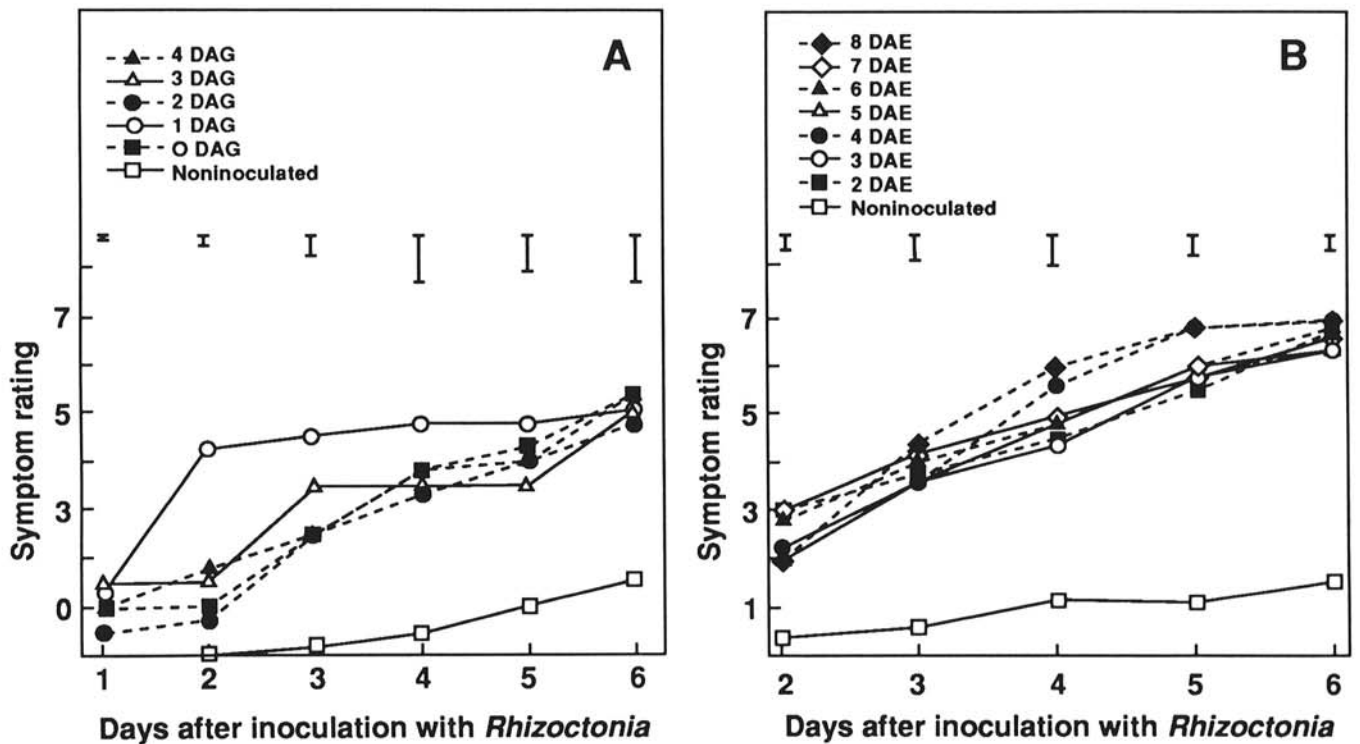 A
4 DAG
3 DAG
2 DAG
1 DAG
O DAG
Noninoculated
Symptom rating
7
5
3
0
1 2 3 4 5 6
Days after inoculation with Rhizoctonia
B
8 DAE
7 DAE
6 DAE
5 DAE
4 DAE
3 DAE
2 DAE
Noninoculated
Symptom rating
7
5
3
1
2 3 4 5 6
Days after inoculation with Rhizoctonia